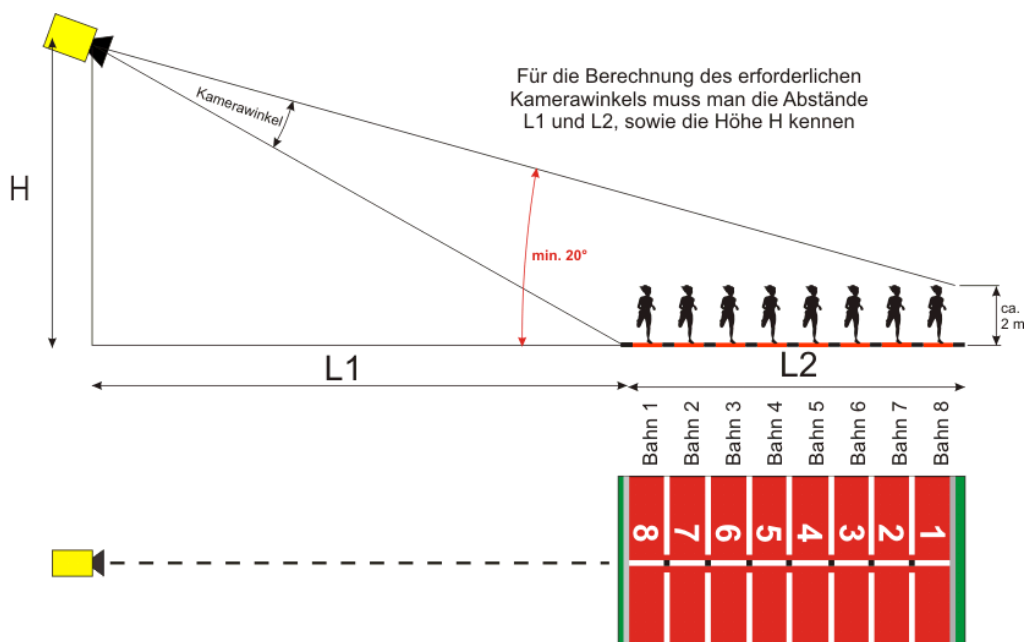 Für die Berechnung des erforderlichen
Kamerawinkels muss man die Abstände
L1 und L2, sowie die Höhe H kennen
Kamerawinkel
H
min. 20°
ca.
2 m
L1
L2
Bahn 1
Bahn 2
Bahn 3
Bahn 4
Bahn 5
Bahn 6
Bahn 7
Bahn 8
8
7
6
5
4
3
2
1